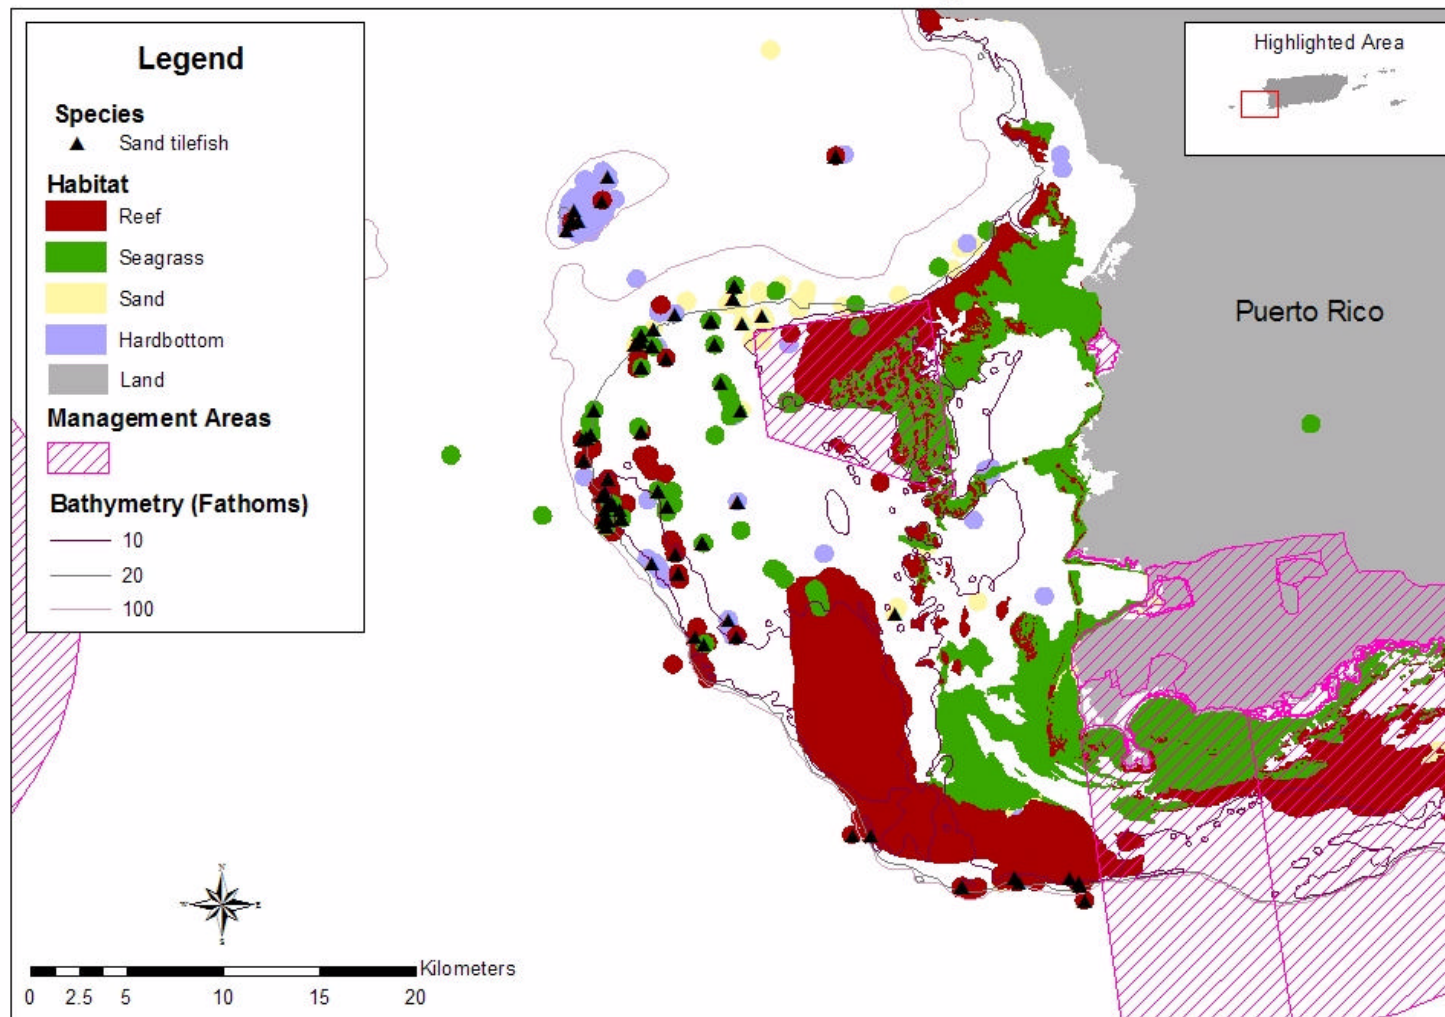 Legend
Species
Sand tilefish
Habitat
Reef
Seagrass
Sand
Hardbottom
Land
Management Areas
Bathymetry (Fathoms)
10
20
100
Highlighted Area
Puerto Rico
N
W
E
S
Kilometers
0 2.5 5 10 15 20